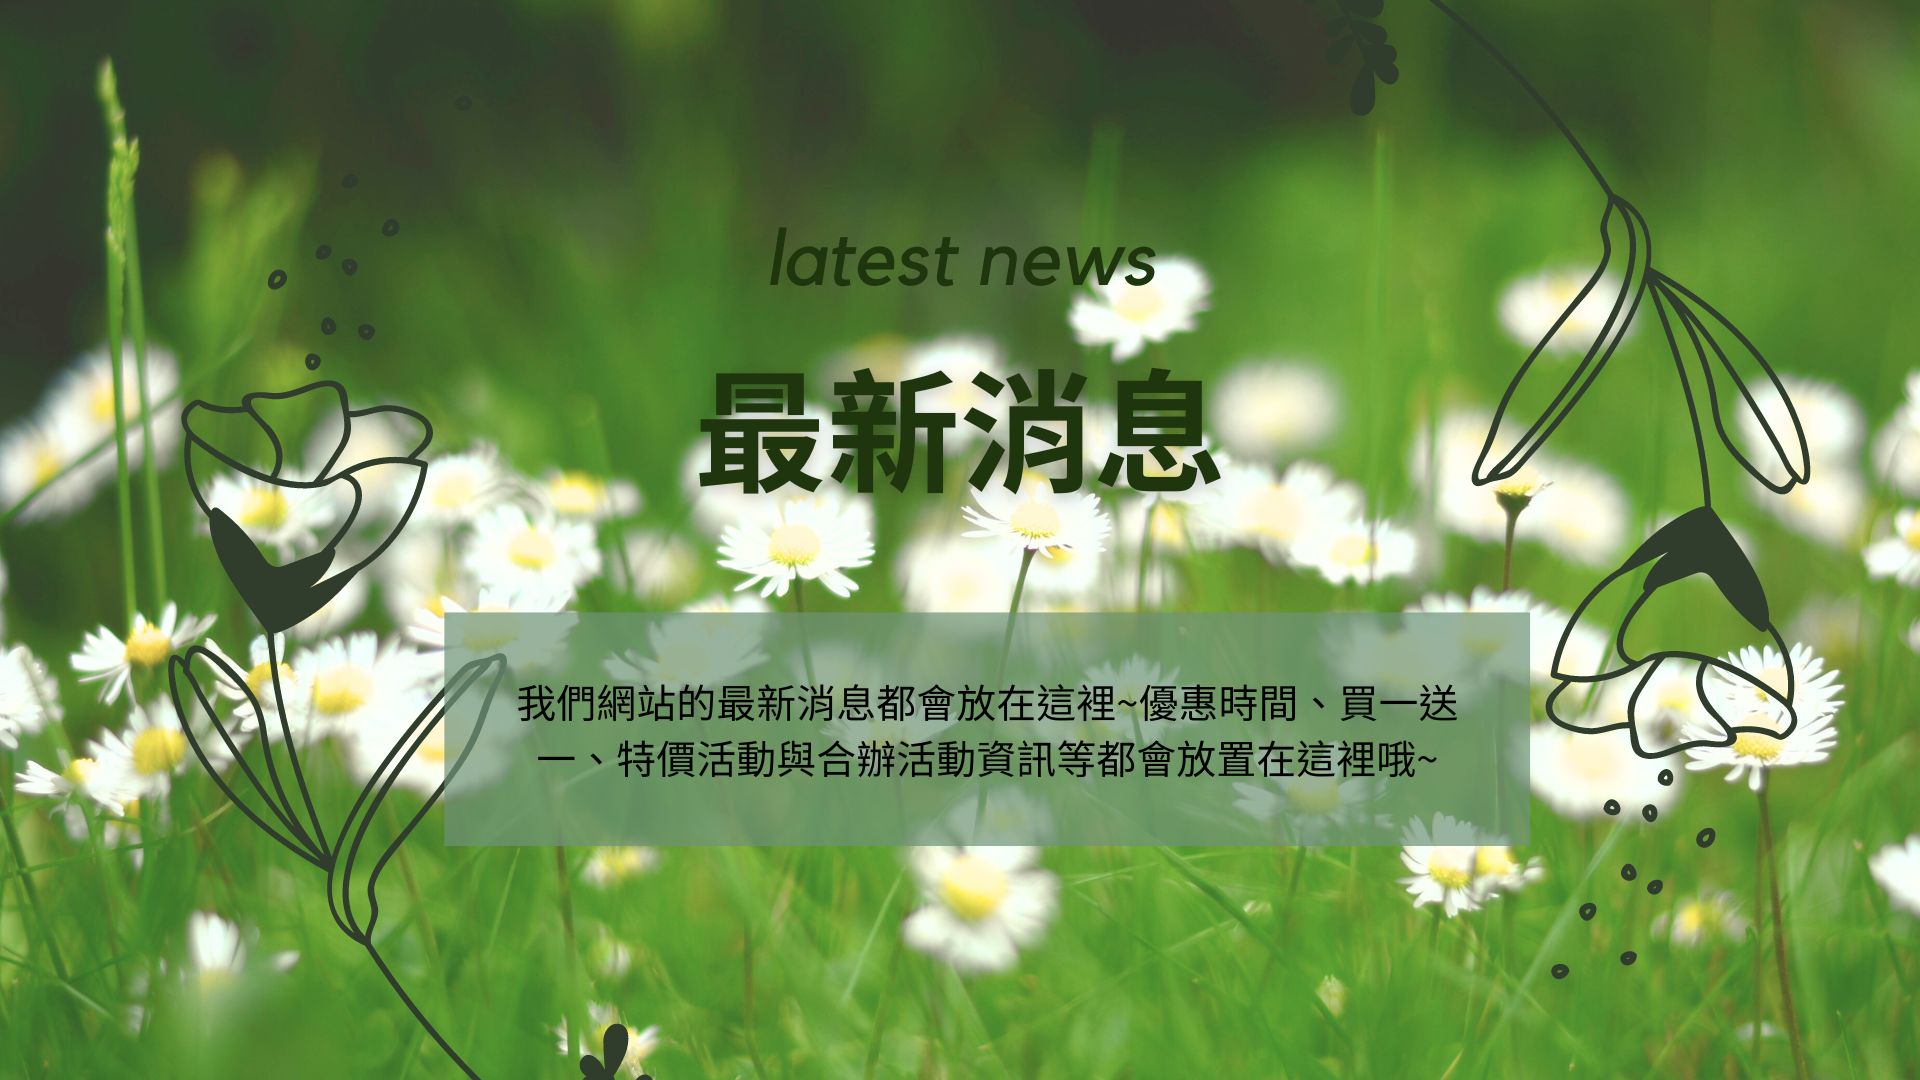 latest news
最新消息
我們網站的最新消息都會放在這裡~優惠時間、買一送
一、特價活動與合辦活動資訊等都會放置在這裡哦~